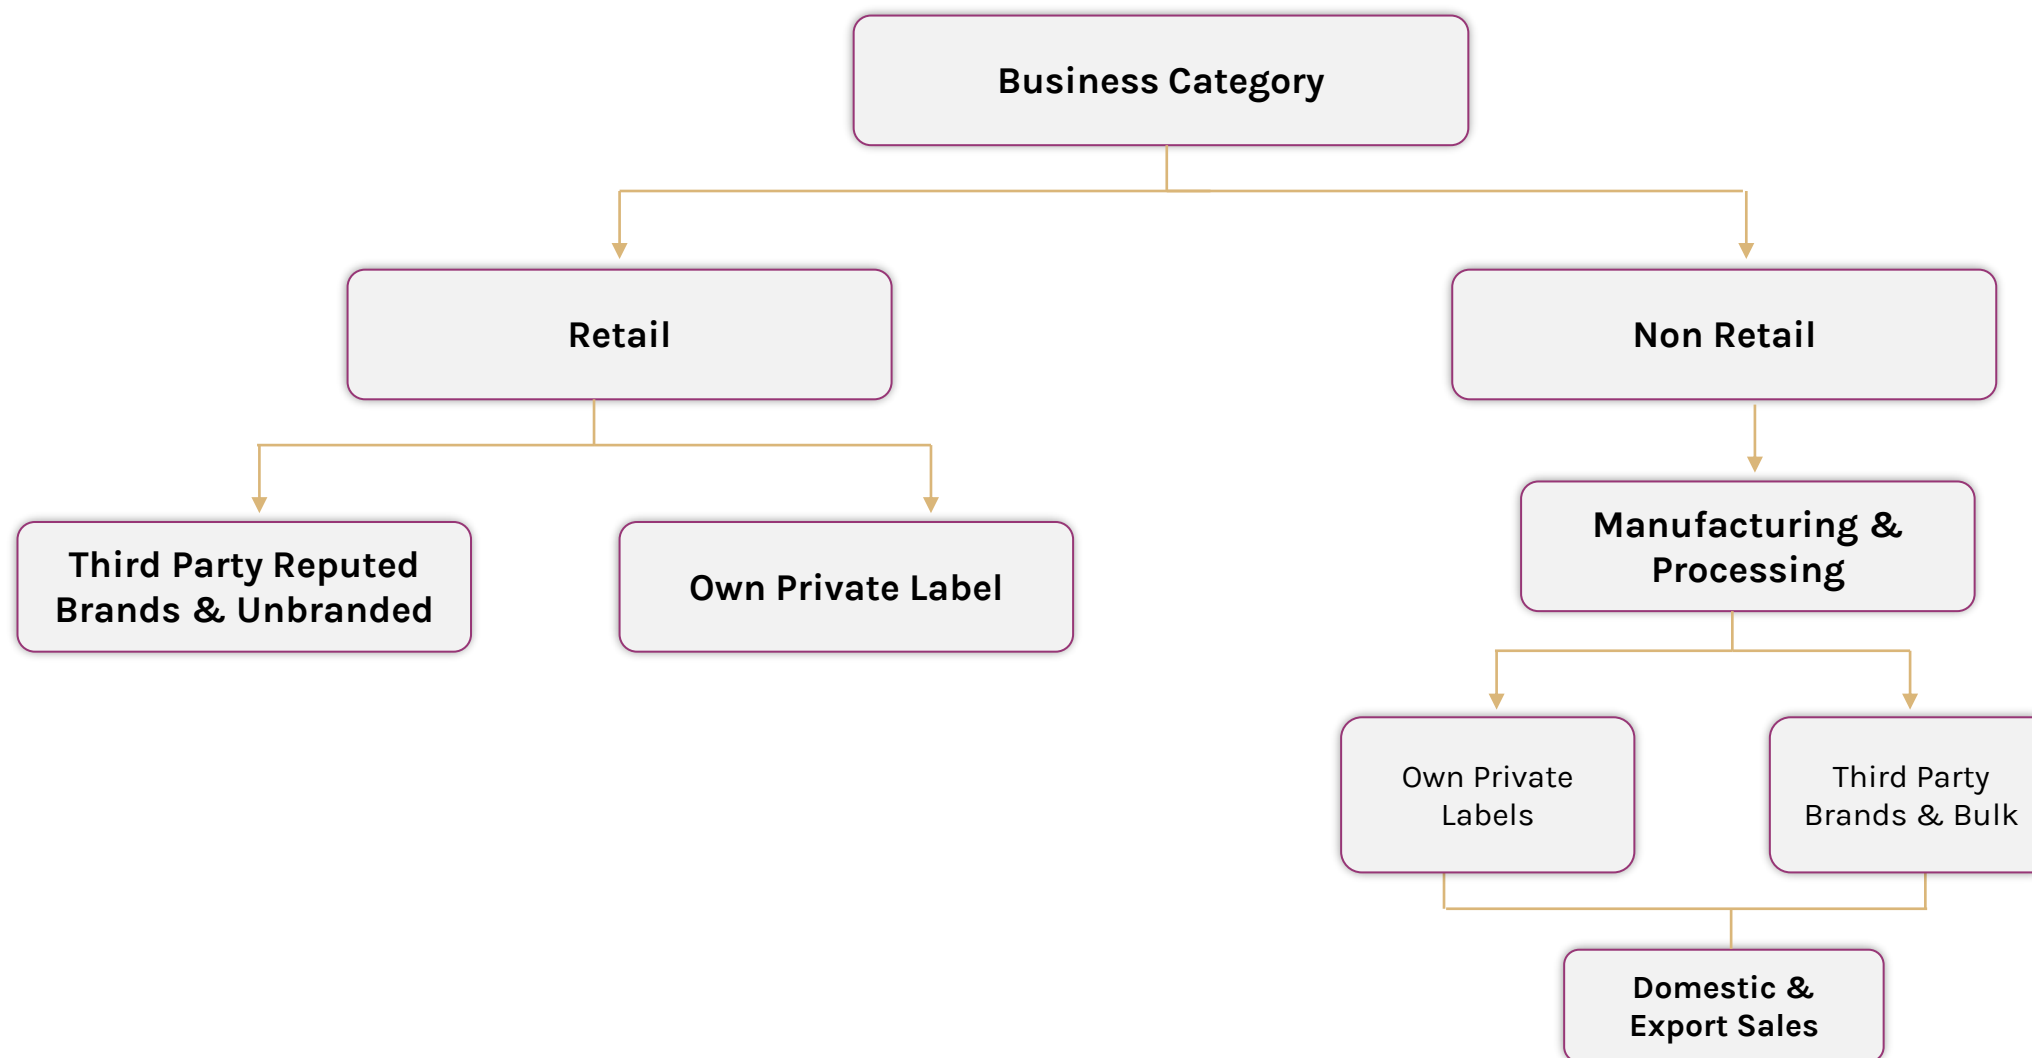 Business Category
Retail
Non Retail
Third Party Reputed
Brands & Unbranded
Own Private Label
Manufacturing &
Processing
Own Private
Labels
Third Party
Brands & Bulk
Domestic &
Export Sales